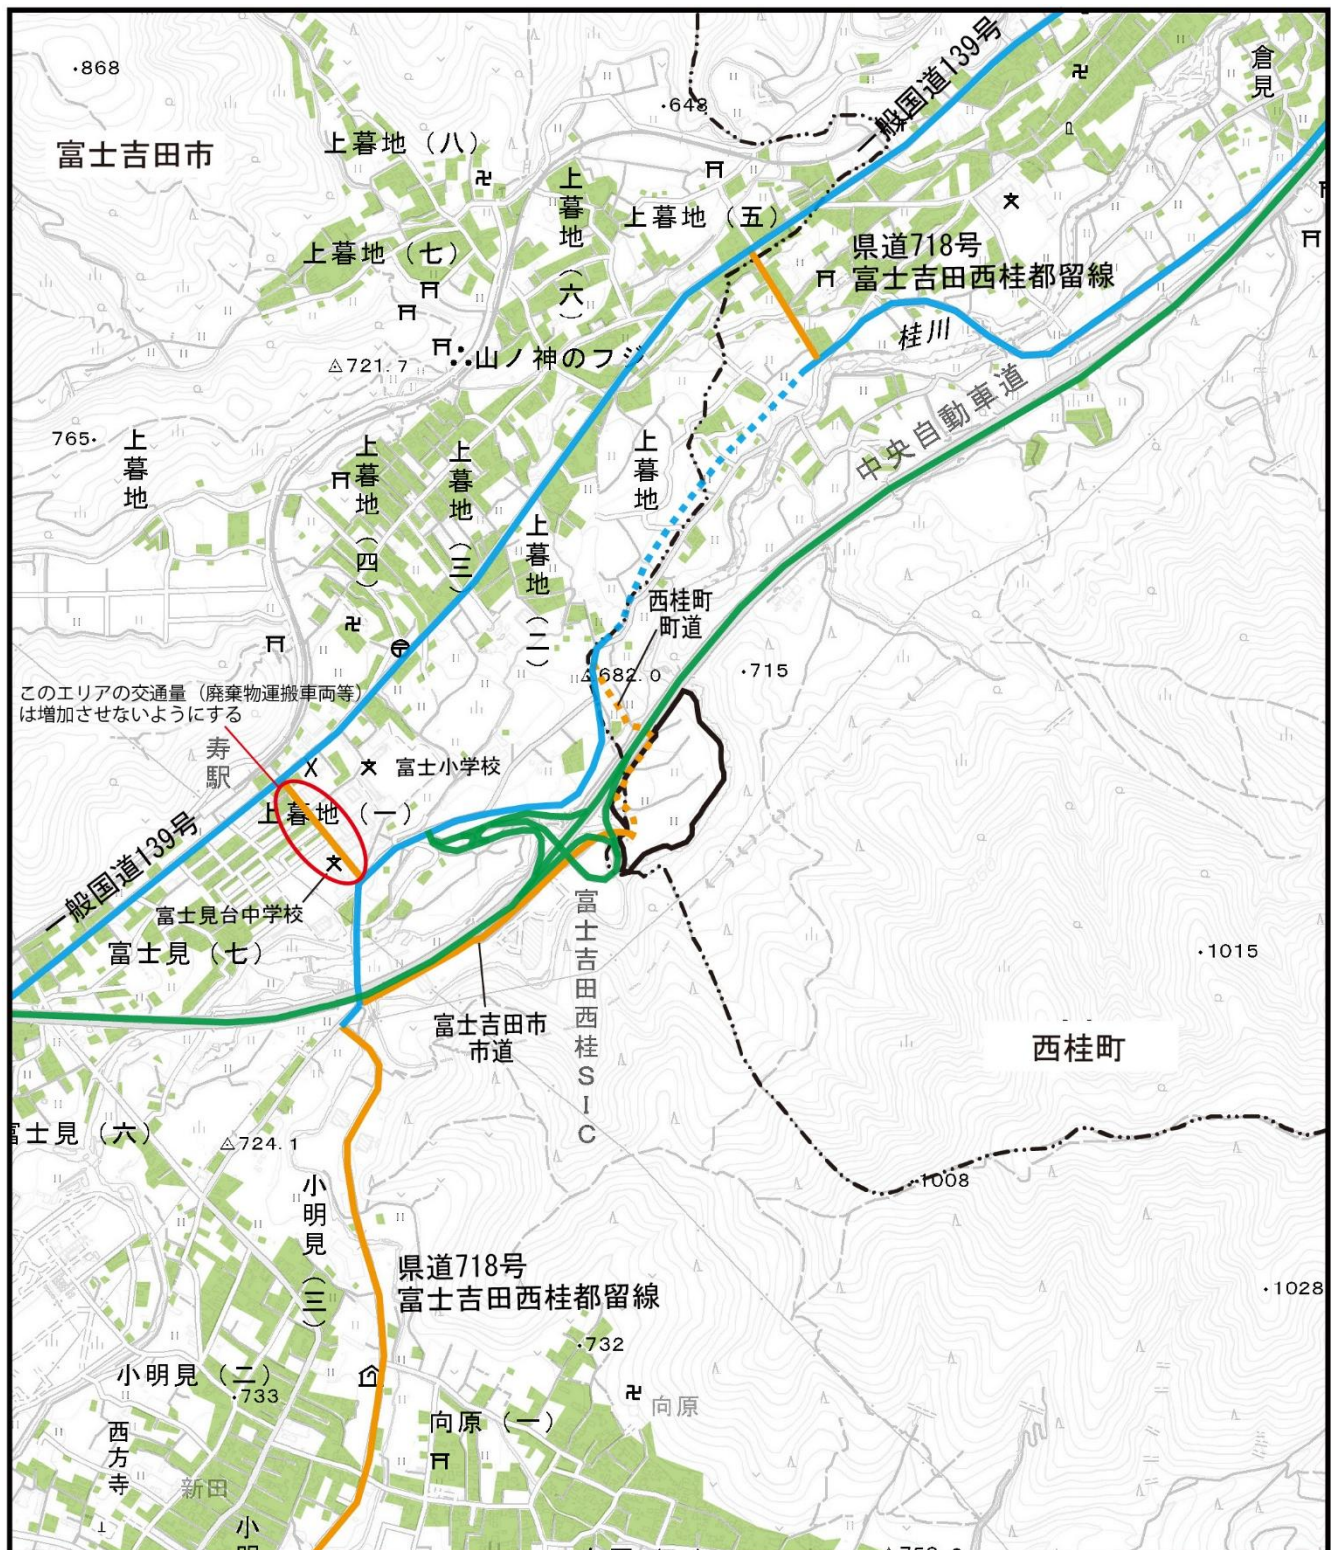 ・868
富士吉田市
上暮地（八）
・643
一般国道139号
倉見
上暮地（六）
上暮地（五）
上暮地（七）
県道718号
富士吉田西桂都留線
桂川
山ノ神のフジ
△721.7
中央自動車道
765・
上暮地
上暮地（四）
上暮地（三）
上暮地
上暮地（二）
西桂町
町道
△682.0
・715
このエリアの交通量（廃棄物運搬車両等）
は増加させないようにする
寿駅
富士小学校
上暮地（一）
一般国道139号
富士見台中学校
富士見（七）
富士吉田西桂SIC
・1015
富士吉田市
市道
西桂町
富士見（六）
△724.1
・1008
小明見（三）
県道718号
富士吉田西桂都留線
・1028
・732
小明見（二）
・733
向原
向原（一）
西方寺
新田